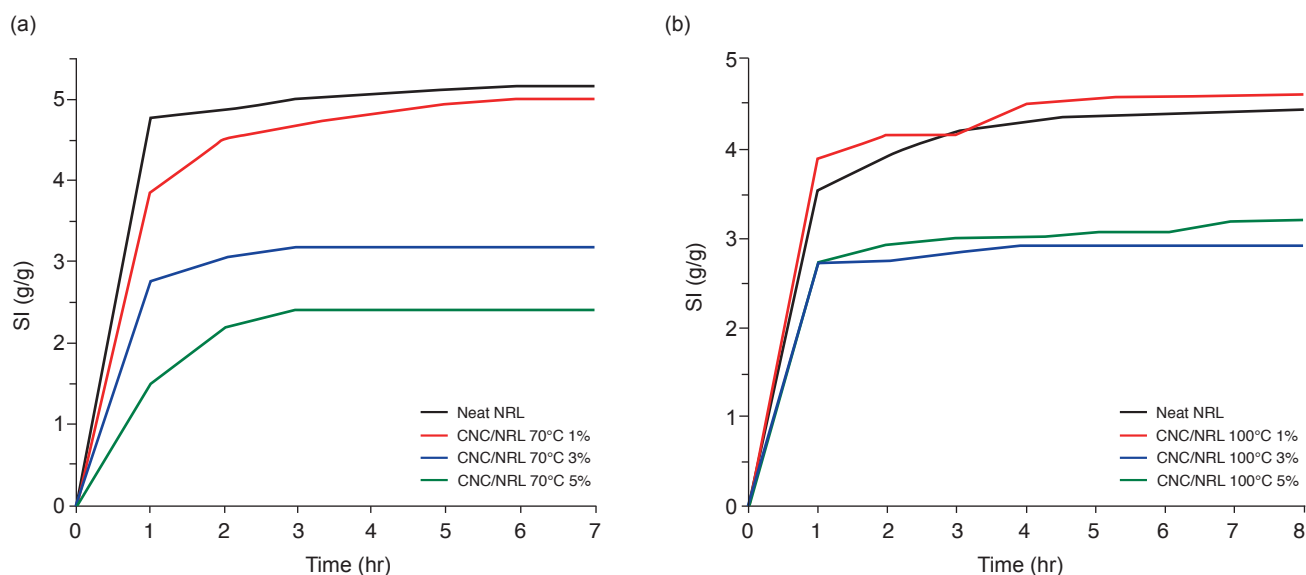 (a)
SI (g/g)
5
4
3
2
1
0
0 1 2 3 4 5 6 7
Time (hr)
Neat NRL
CNC/NRL 70°C 1%
CNC/NRL 70°C 3%
CNC/NRL 70°C 5%
(b)
SI (g/g)
5
4
3
2
1
0
0 1 2 3 4 5 6 7 8
Time (hr)
Neat NRL
CNC/NRL 100°C 1%
CNC/NRL 100°C 3%
CNC/NRL 100°C 5%